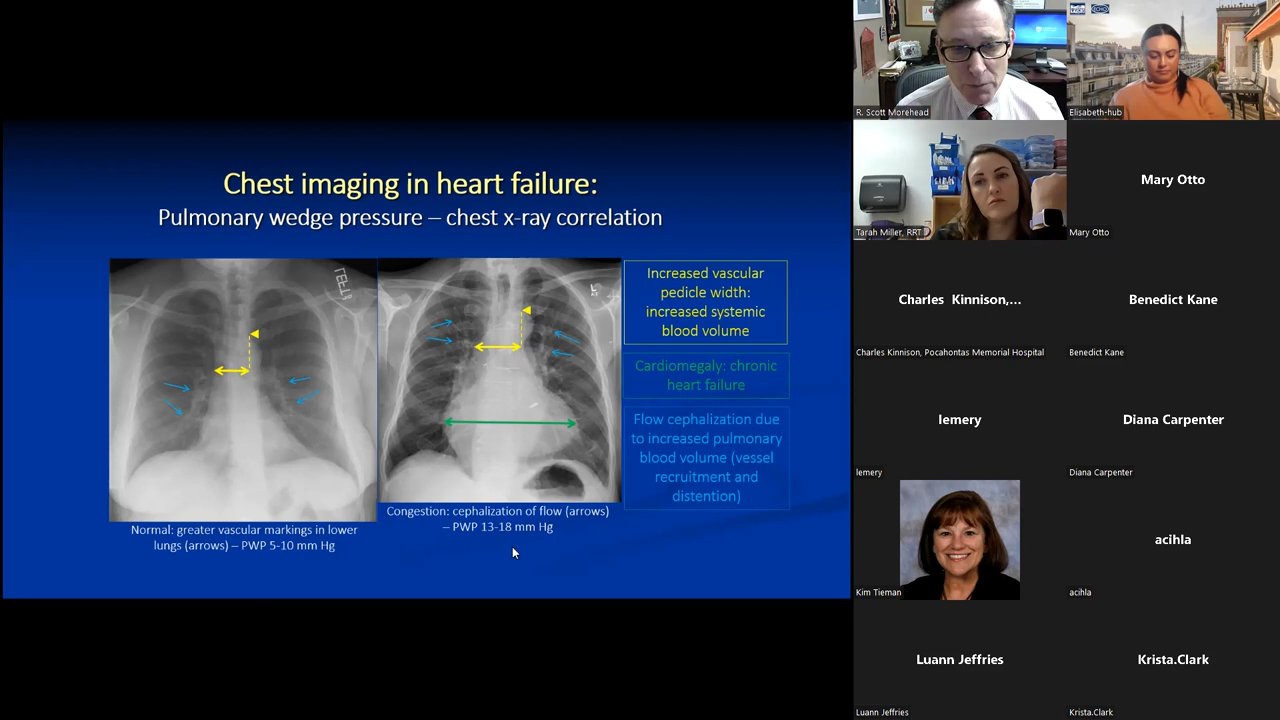 Chest imaging in heart failure:
Pulmonary wedge pressure – chest x-ray correlation
Increased vascular
pedicle width:
increased systemic
blood volume
Cardiomegaly: chronic
heart failure
Flow cephalization due
to increased pulmonary
blood volume (vessel
recruitment and
distention)
Normal: greater vascular markings in lower
lungs (arrows) – PWP 5-10 mm Hg
Congestion: cephalization of flow (arrows)
– PWP 13-18 mm Hg
R. Scott Morehead
Elisabeth-hub
Tarah Miller, RRT
Mary Otto
Mary Otto
Charles Kinnison,...
Charles Kinnison, Pocahontas Memorial Hospital
Benedict Kane
Benedict Kane
lemery
lemery
Diana Carpenter
Diana Carpenter
Kim Tieman
acihla
acihla
Luann Jeffries
Luann Jeffries
Krista.Clark
Krista.Clark